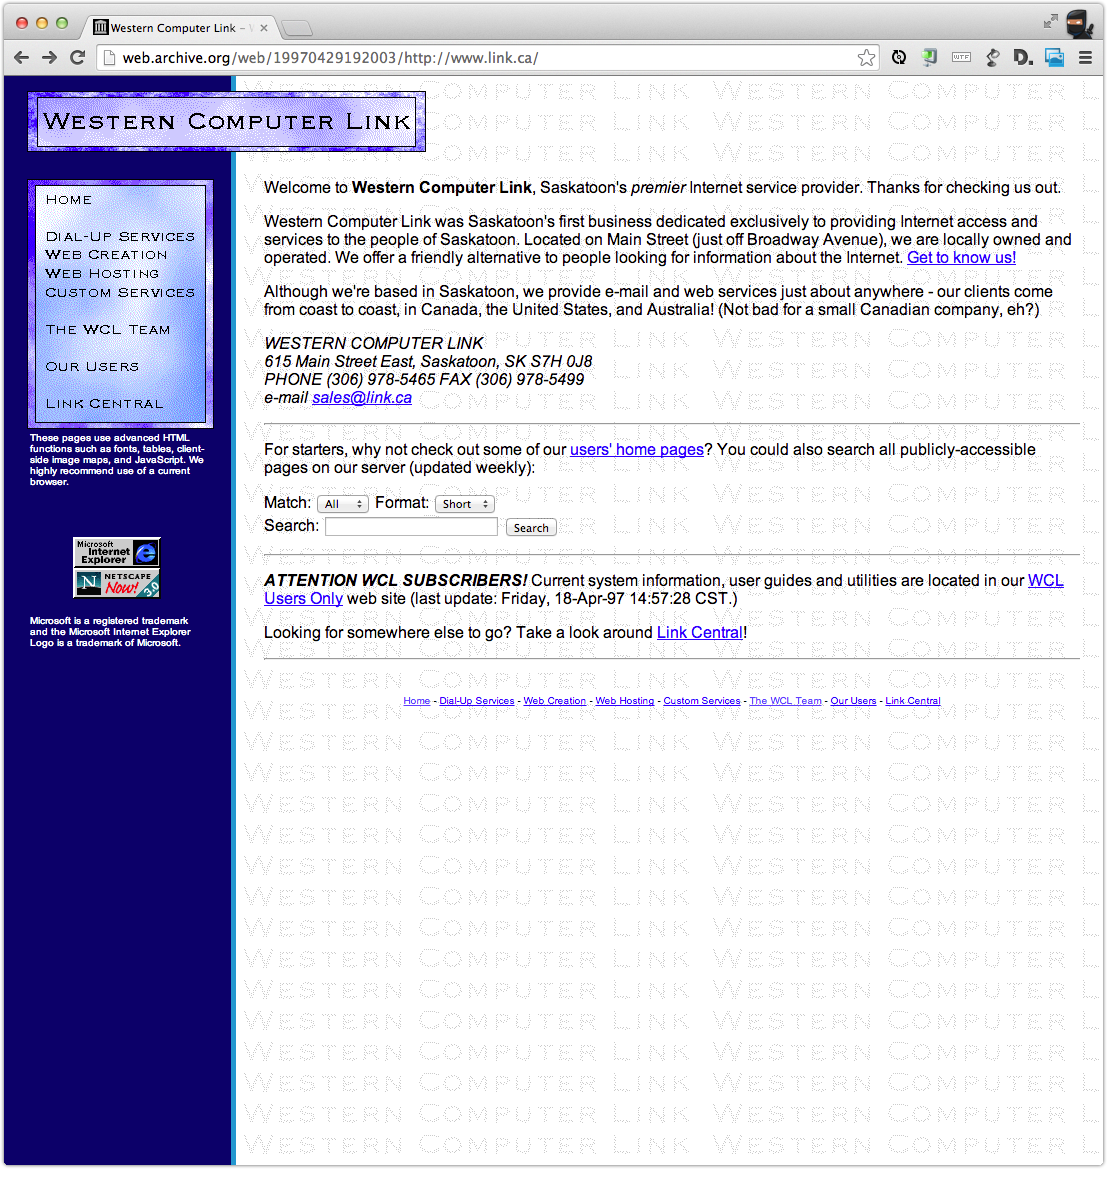 Western Computer Link – W
web.archive.org/web/19970429192003/http://www.link.ca/
WTF
D.
WESTERN COMPUTER LINK
HOME
DIAL-UP SERVICES
WEB CREATION
WEB HOSTING
CUSTOM SERVICES
THE WCL TEAM
OUR USERS
LINK CENTRAL
These pages use advanced HTML
functions such as fonts, tables, client-
side image maps, and JavaScript. We
highly recommend use of a current
browser.
Microsoft
Internet
Explorer
N NETSCAPE
Now! 3.0
Microsoft is a registered trademark
and the Microsoft Internet Explorer
Logo is a trademark of Microsoft.
Welcome to Western Computer Link, Saskatoon's premier Internet service provider. Thanks for checking us out.
Western Computer Link was Saskatoon's first business dedicated exclusively to providing Internet access and
services to the people of Saskatoon. Located on Main Street (just off Broadway Avenue), we are locally owned and
operated. We offer a friendly alternative to people looking for information about the Internet. Get to know us!
Although we're based in Saskatoon, we provide e-mail and web services just about anywhere - our clients come
from coast to coast, in Canada, the United States, and Australia! (Not bad for a small Canadian company, eh?)
WESTERN COMPUTER LINK
615 Main Street East, Saskatoon, SK S7H 0J8
PHONE (306) 978-5465 FAX (306) 978-5499
e-mail sales@link.ca
For starters, why not check out some of our users' home pages? You could also search all publicly-accessible
pages on our server (updated weekly):
Match: All Format: Short
Search: Search
ATTENTION WCL SUBSCRIBERS! Current system information, user guides and utilities are located in our WCL
Users Only web site (last update: Friday, 18-Apr-97 14:57:28 CST.)
Looking for somewhere else to go? Take a look around Link Central!
Home - Dial-Up Services - Web Creation - Web Hosting - Custom Services - The WCL Team - Our Users - Link Central